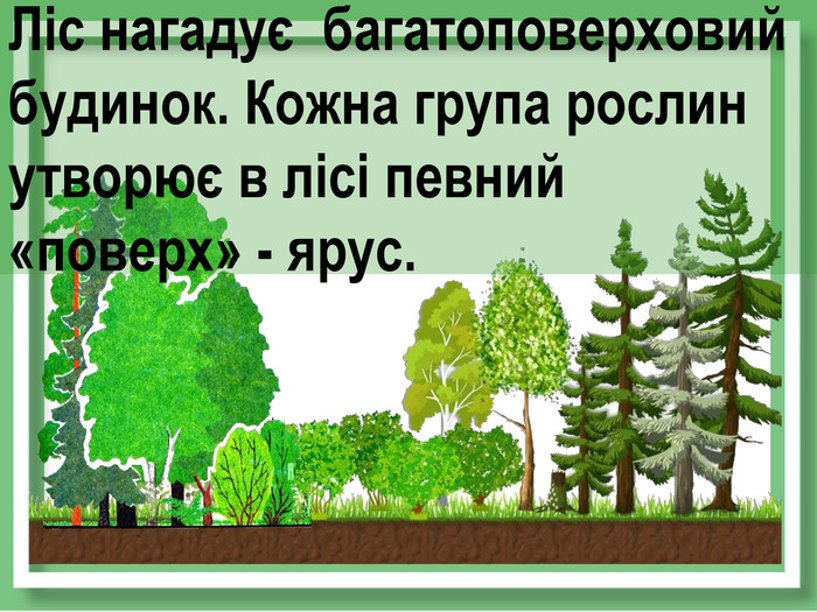 Ліс нагадує  багатоповерховий
будинок. Кожна група рослин
утворює в лісі певний
«поверх» - ярус.